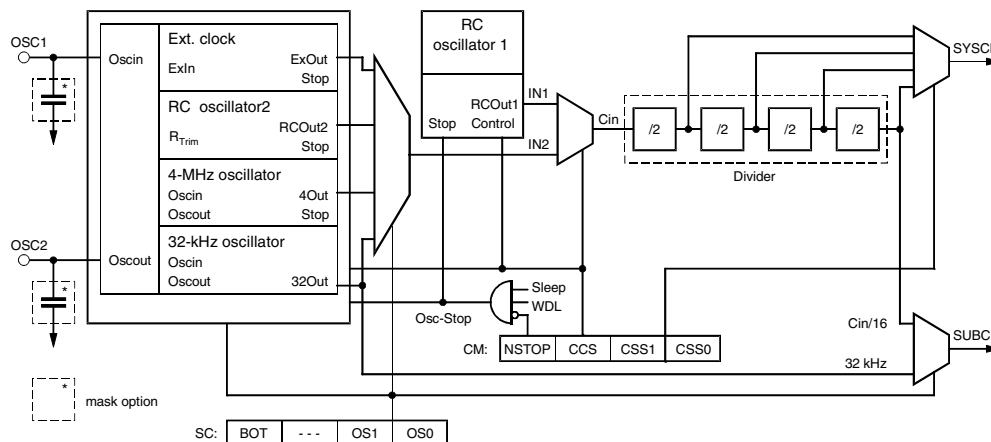 OSC1
Oscin
Ext. clock
ExIn
ExOut
Stop
RC oscillator2
RTrim
RCOut2
Stop
4-MHz oscillator
Oscin
4Out
Oscout
Stop
32-kHz oscillator
Oscin
Oscout
32Out
OSC2
Oscout
*
*
*
mask option
RC
oscillator 1
RCOut1
Stop
Control
IN1
IN2
Cin
/2
/2
/2
/2
Divider
SYSCL
Sleep
WDL
Osc-Stop
CM:
NSTOP
CCS
CSS1
CSS0
Cin/16
32 kHz
SUBC
SC:
BOT
- - -
OS1
OS0